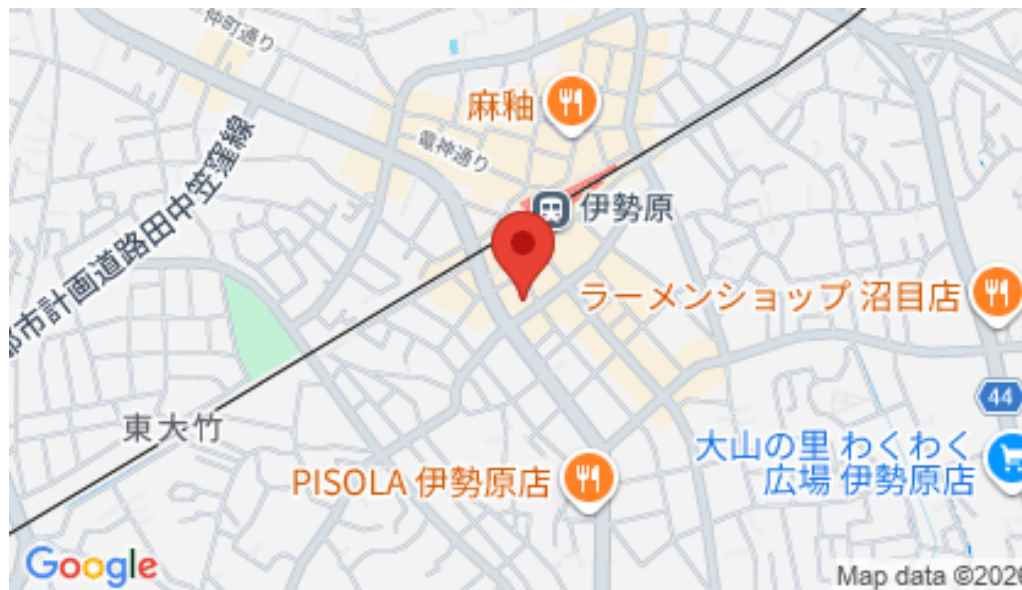 仲町通り
麻釉
竜神通り
都市計画道路田中笠窪線
伊勢原
ラーメンショップ 沼目店
44
東大竹
大山の里 わくわく
広場 伊勢原店
PISOLA 伊勢原店
Google
Map data ©2026